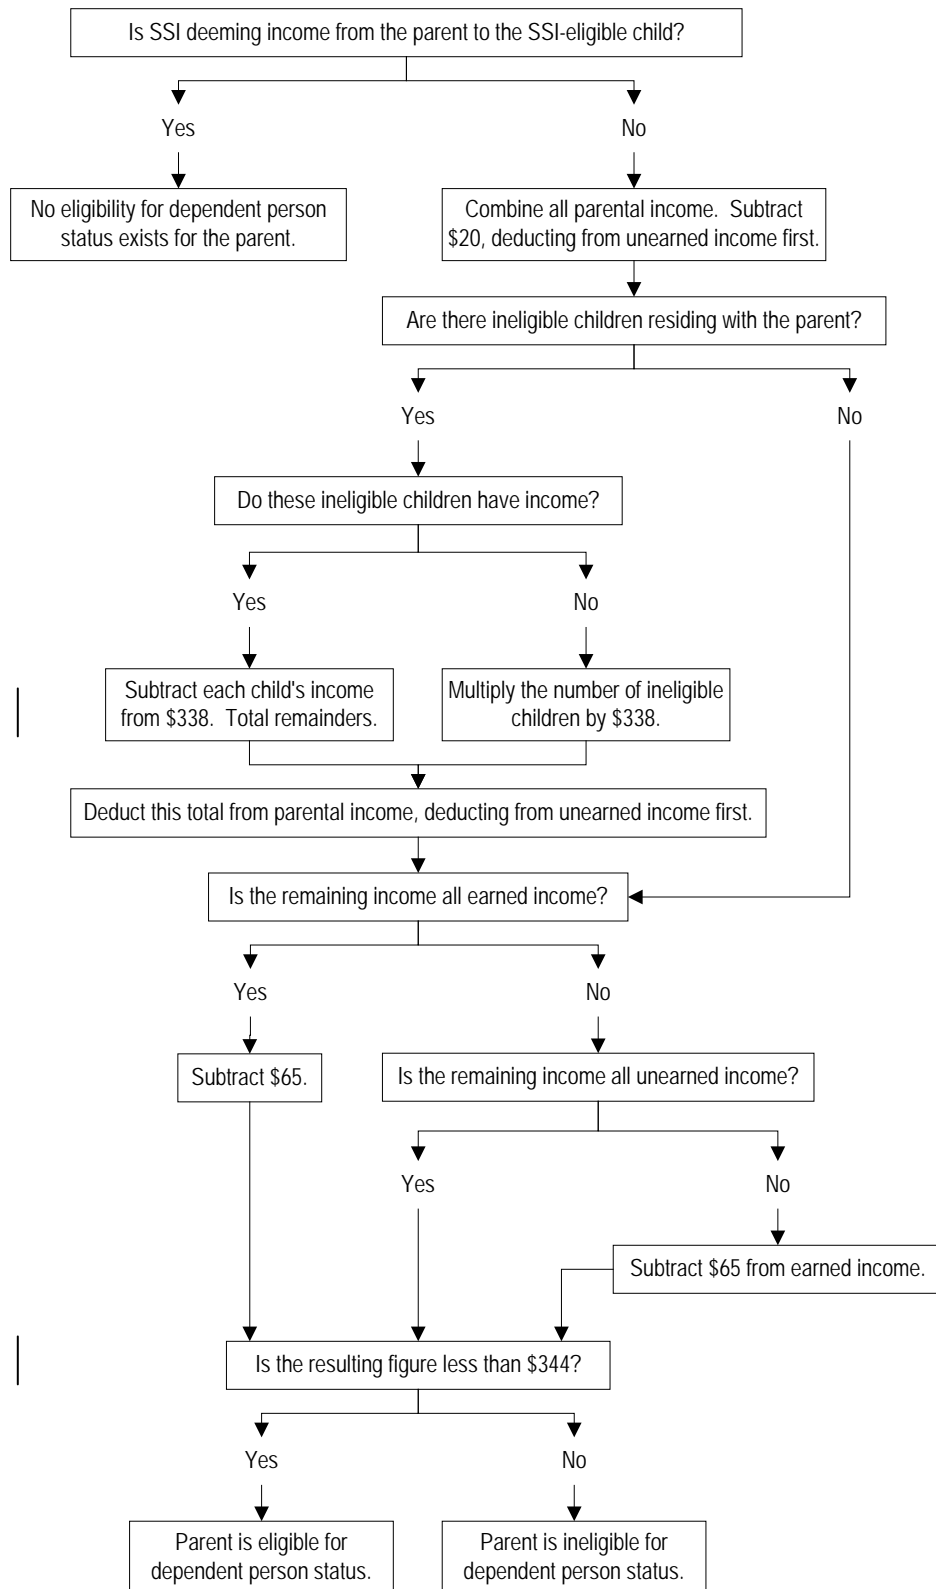 Is SSI deeming income from the parent to the SSI-eligible child?
Yes
No
No eligibility for dependent person
status exists for the parent.
Combine all parental income.  Subtract
$20, deducting from unearned income first.
Are there ineligible children residing with the parent?
Yes
No
Do these ineligible children have income?
Yes
No
Subtract each child's income
from $338.  Total remainders.
Multiply the number of ineligible
children by $338.
Deduct this total from parental income, deducting from unearned income first.
Is the remaining income all earned income?
Yes
No
Subtract $65.
Is the remaining income all unearned income?
Yes
No
Subtract $65 from earned income.
Is the resulting figure less than $344?
Yes
No
Parent is eligible for
dependent person status.
Parent is ineligible for
dependent person status.